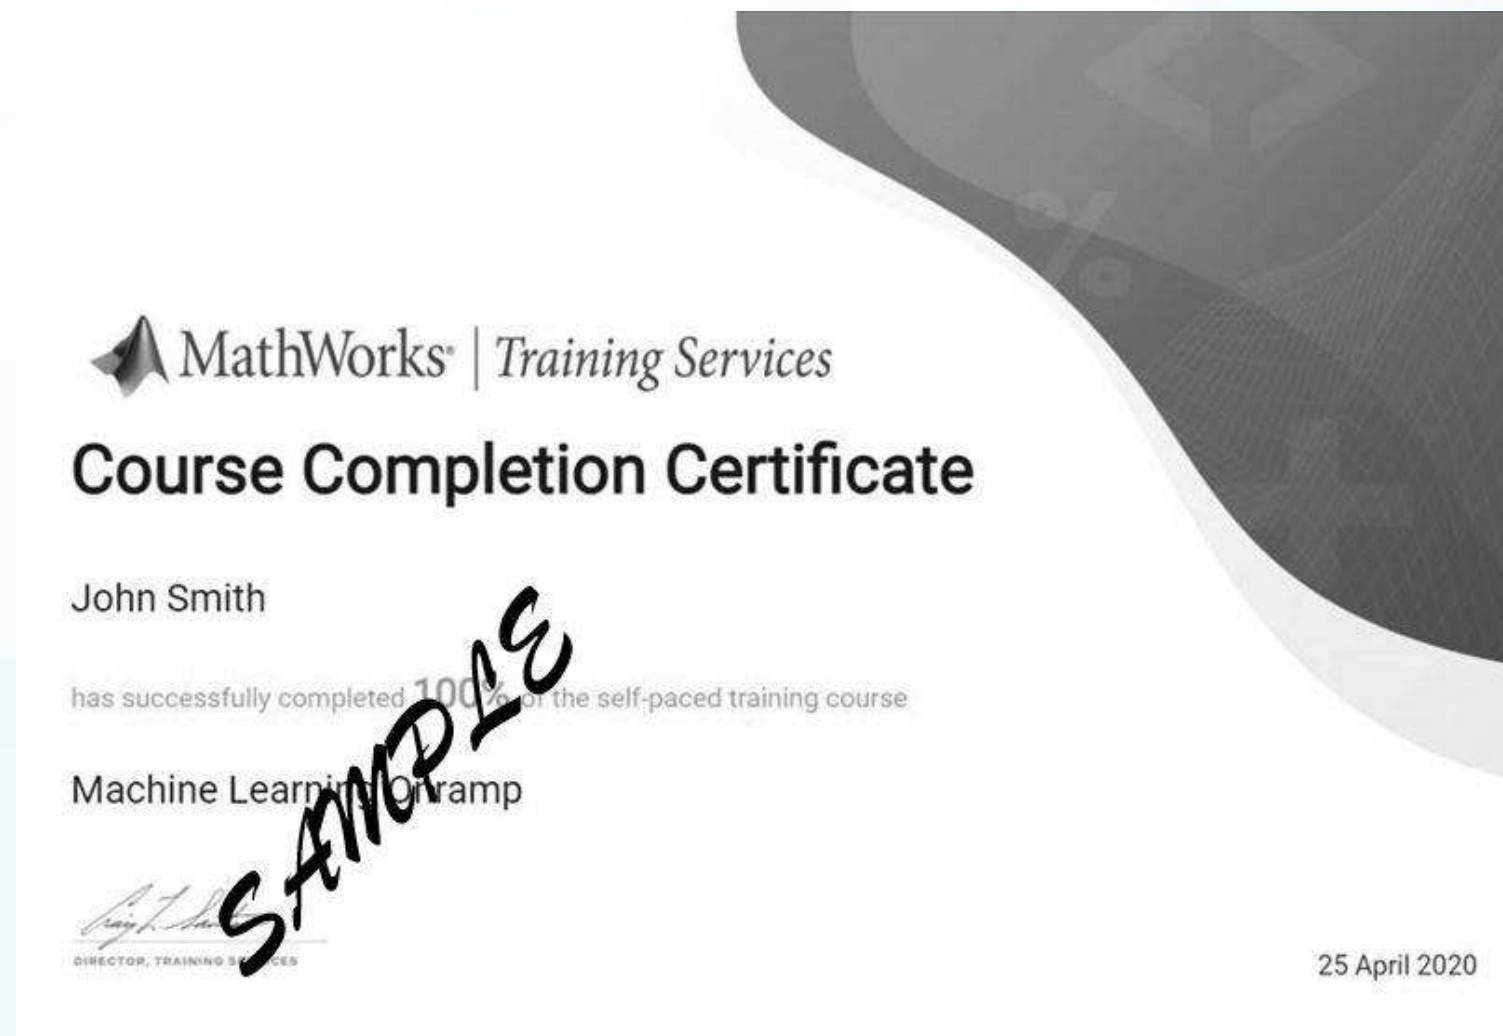 MathWorks® | Training Services
Course Completion Certificate
John Smith
has successfully completed 100% of the self-paced training course
Machine Learning Onramp
SAMPLE
DIRECTOR, TRAINING SERVICES
25 April 2020